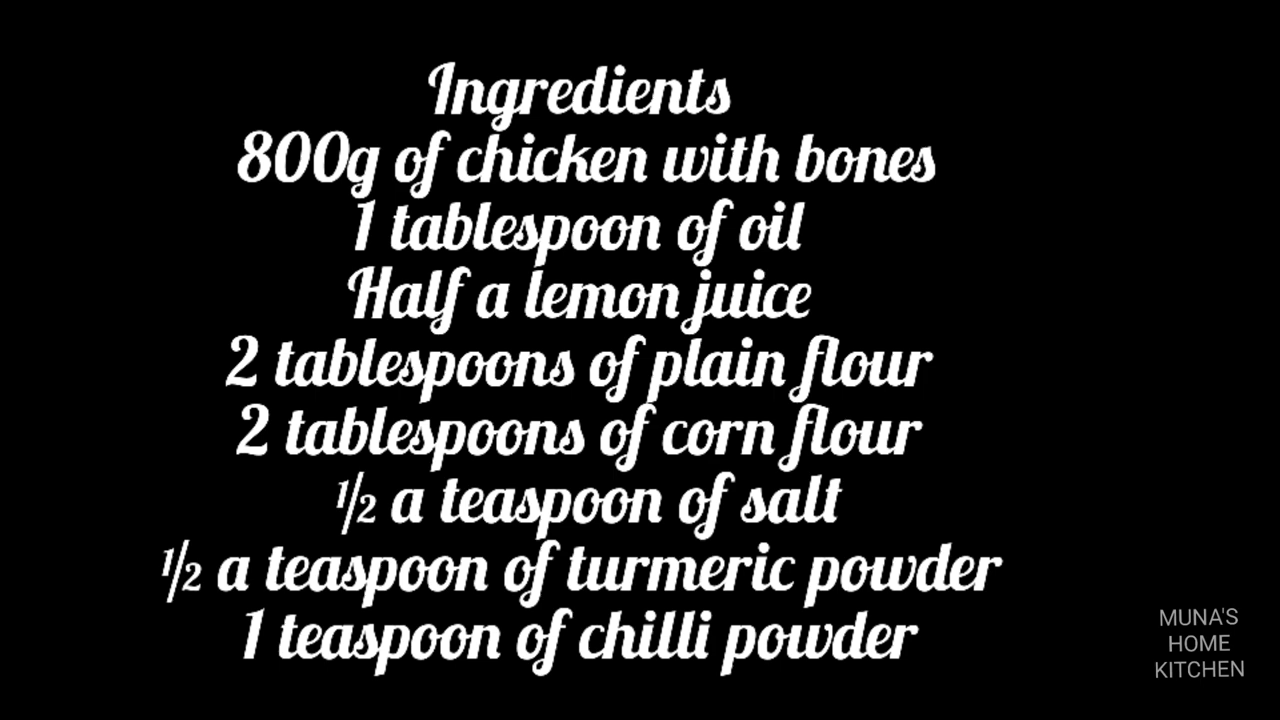 Ingredients
800g of chicken with bones
1 tablespoon of oil
Half a lemon juice
2 tablespoons of plain flour
2 tablespoons of corn flour
½ a teaspoon of salt
½ a teaspoon of turmeric powder
1 teaspoon of chilli powder
MUNA'S
HOME
KITCHEN